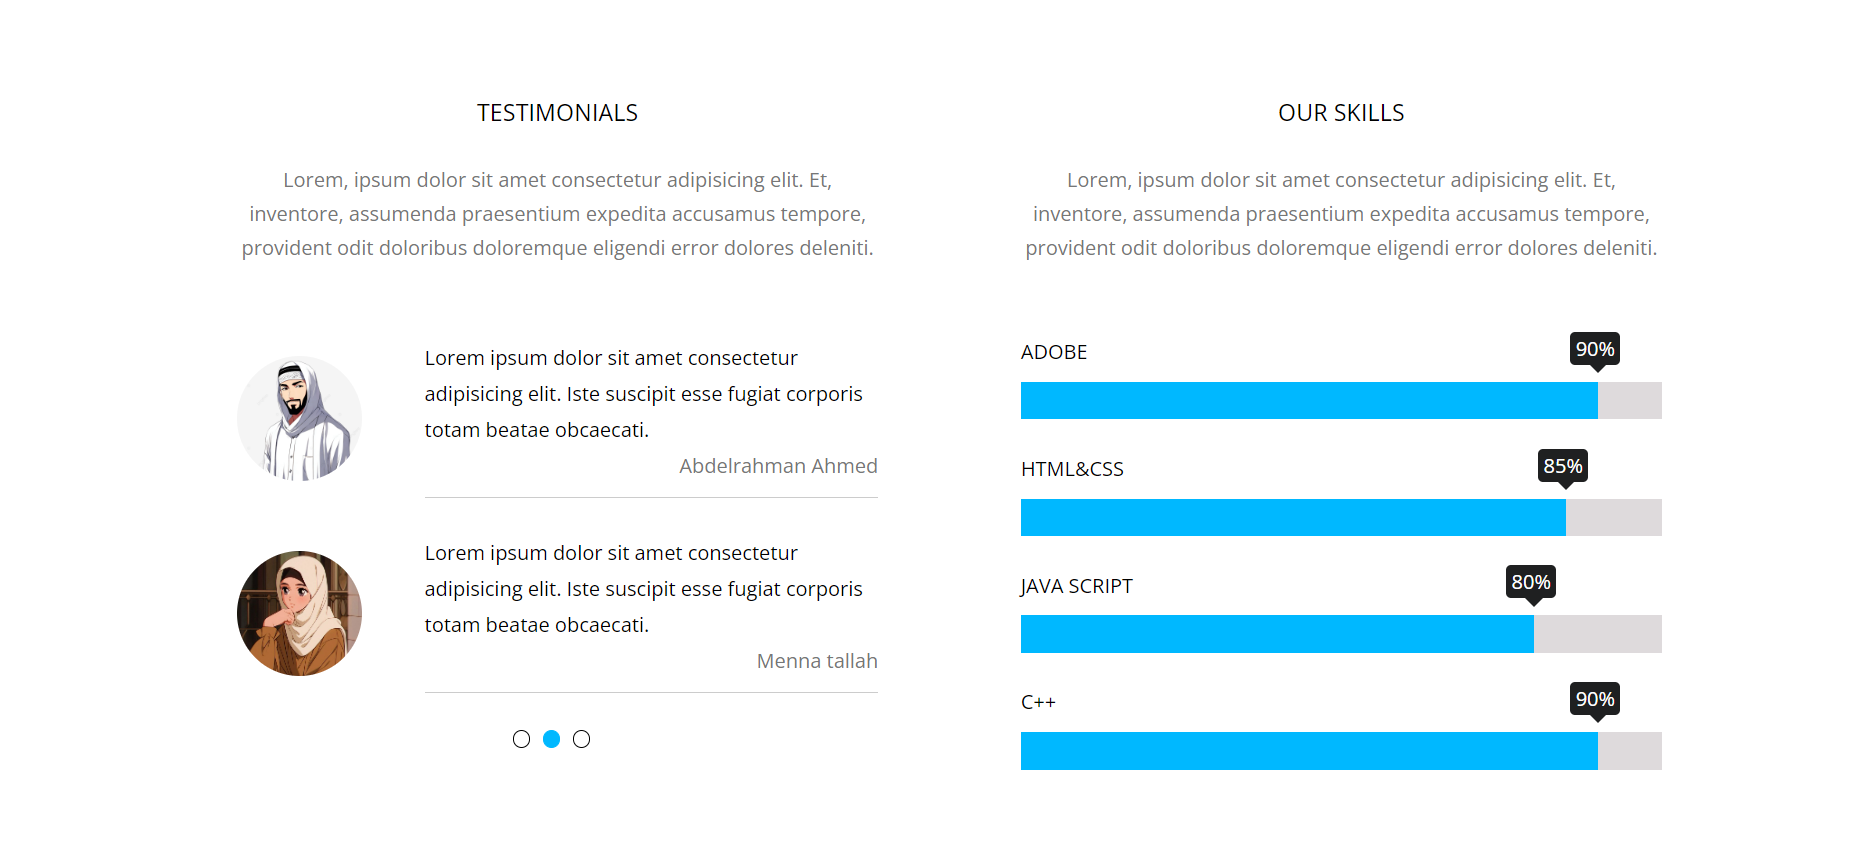 TESTIMONIALS
Lorem, ipsum dolor sit amet consectetur adipisicing elit. Et,
inventore, assumenda praesentium expedita accusamus tempore,
provident odit doloribus doloremque eligendi error dolores deleniti.
Lorem ipsum dolor sit amet consectetur
adipisicing elit. Iste suscipit esse fugiat corporis
totam beatae obcaecati.
Abdelrahman Ahmed
Lorem ipsum dolor sit amet consectetur
adipisicing elit. Iste suscipit esse fugiat corporis
totam beatae obcaecati.
Menna tallah
OUR SKILLS
Lorem, ipsum dolor sit amet consectetur adipisicing elit. Et,
inventore, assumenda praesentium expedita accusamus tempore,
provident odit doloribus doloremque eligendi error dolores deleniti.
ADOBE
90%
HTML&CSS
85%
JAVA SCRIPT
80%
C++
90%